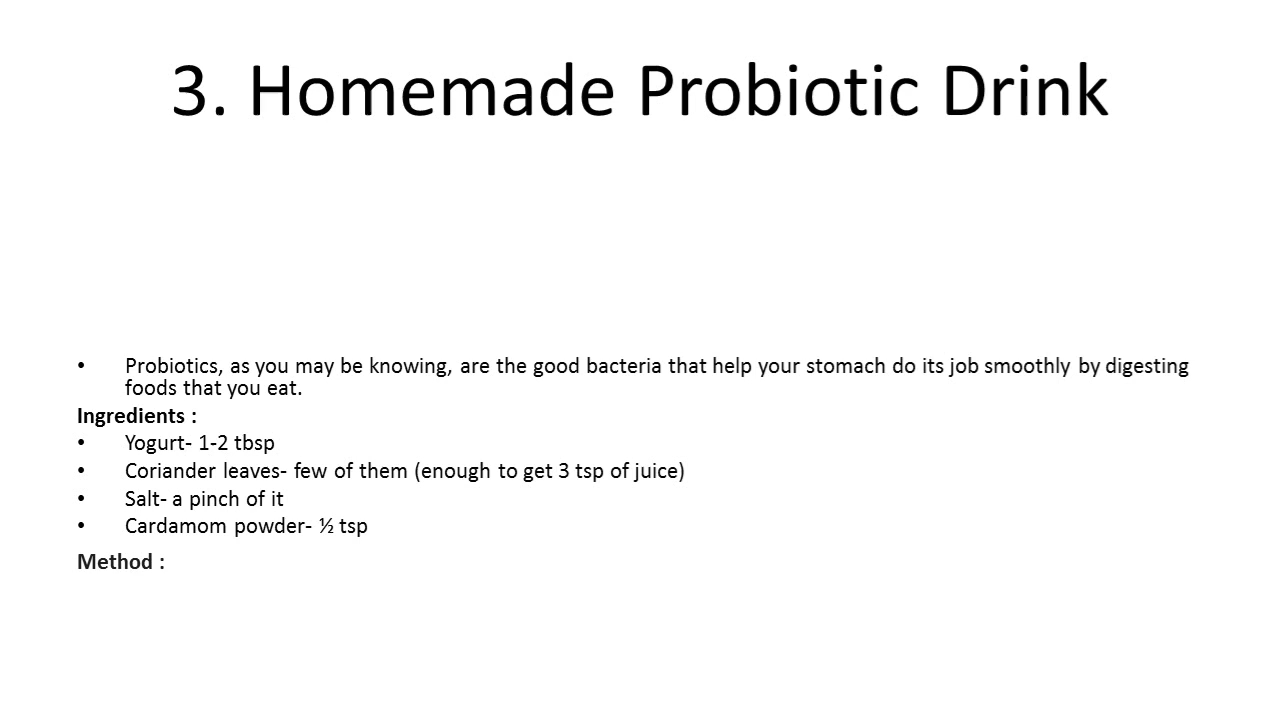 3. Homemade Probiotic Drink
• Probiotics, as you may be knowing, are the good bacteria that help your stomach do its job smoothly by digesting
foods that you eat.
Ingredients :
• Yogurt- 1-2 tbsp
• Coriander leaves- few of them (enough to get 3 tsp of juice)
• Salt- a pinch of it
• Cardamom powder- ½ tsp
Method :